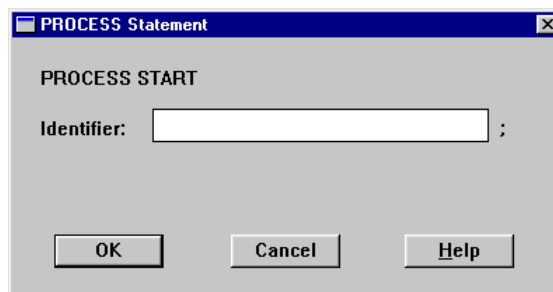 PROCESS Statement
PROCESS START
Identifier: ;
OK Cancel Help